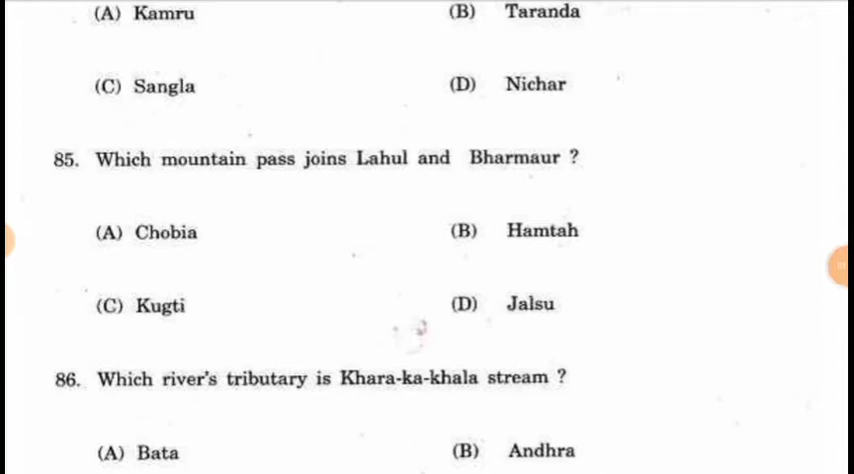 (A) Kamru (B) Taranda
(C) Sangla (D) Nichar
85. Which mountain pass joins Lahul and Bharmaur ?
(A) Chobia (B) Hamtah
(C) Kugti (D) Jalsu
86. Which river's tributary is Khara-ka-khala stream ?
(A) Bata (B) Andhra